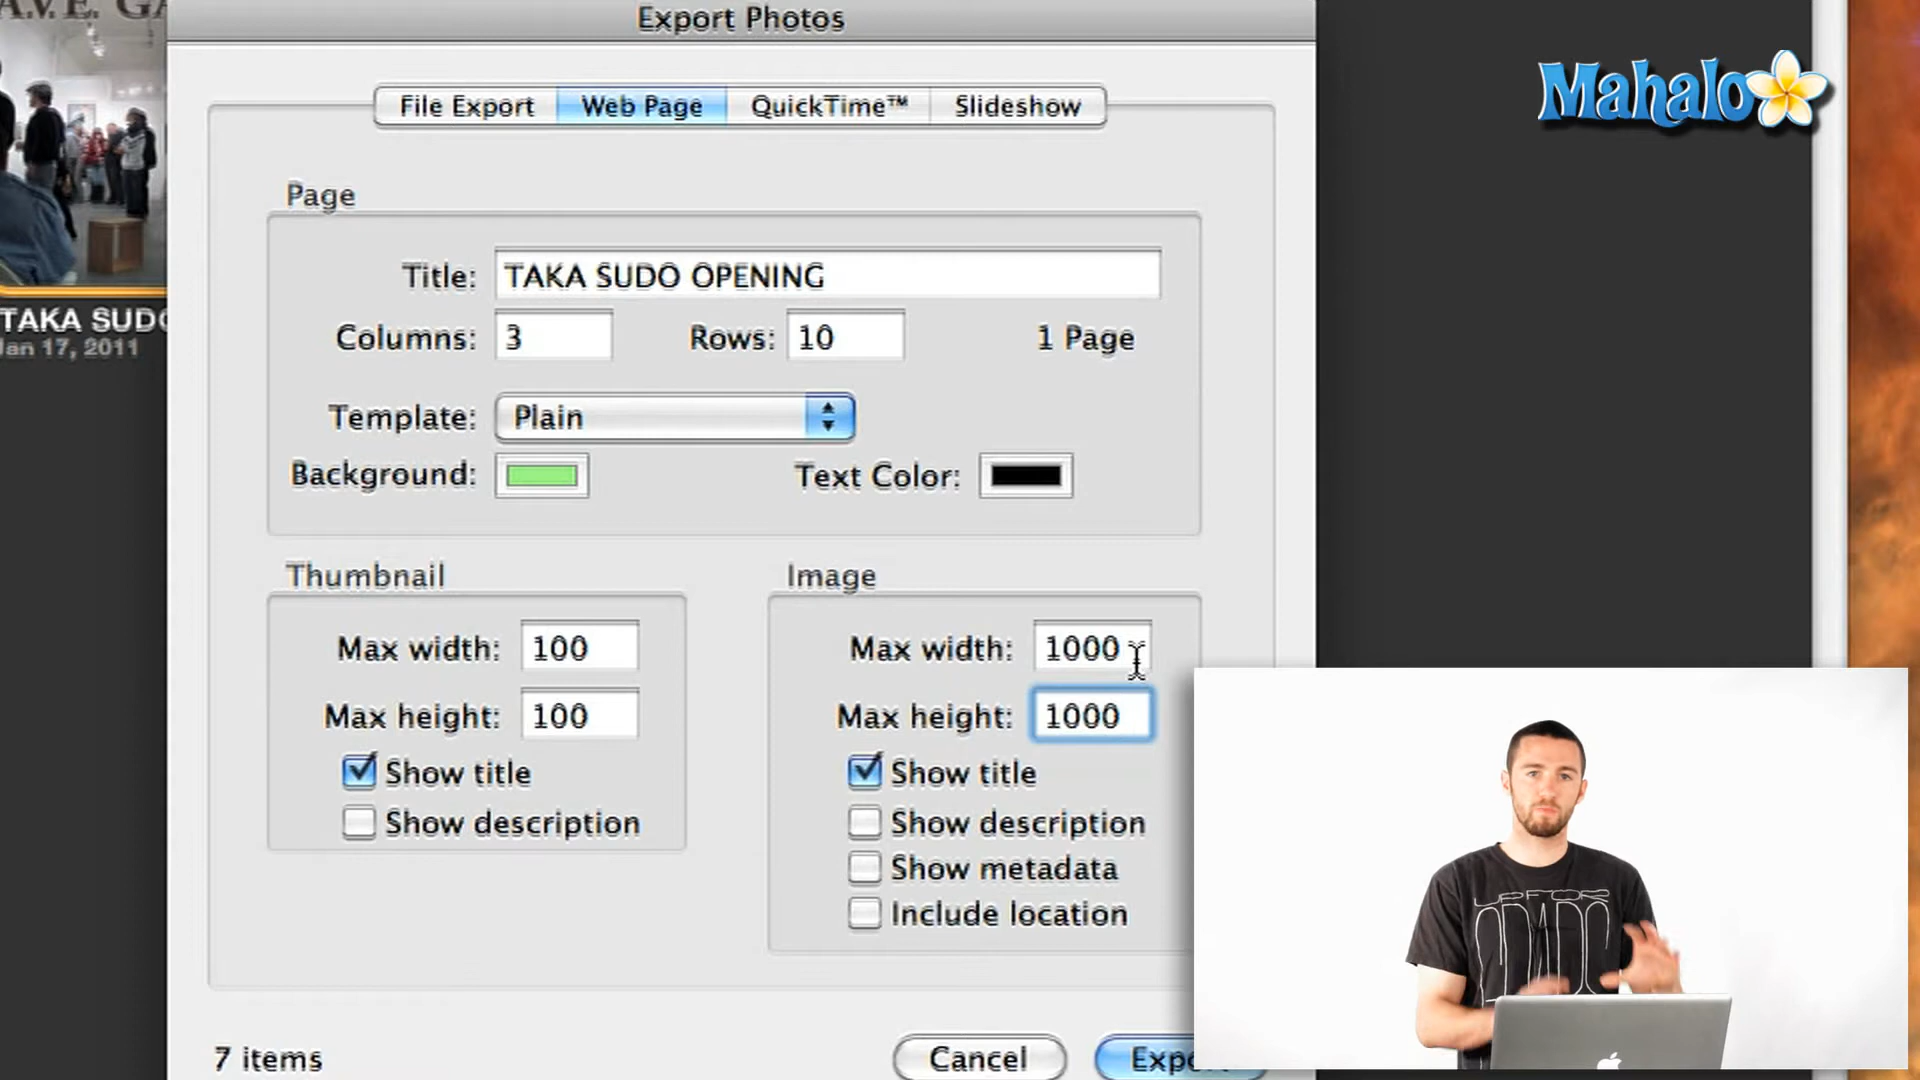 A.V.E. GA
Export Photos
Mahalo
File Export Web Page QuickTime™ Slideshow
Page
Title: TAKA SUDO OPENING
Columns: 3 Rows: 10 1 Page
TAKA SUDO
Jan 17, 2011
Template: Plain
Background: Text Color:
Thumbnail
Max width: 100
Max height: 100
Show title
Show description
Image
Max width: 1000
Max height: 1000
Show title
Show description
Show metadata
Include location
7 items
Cancel
Expo